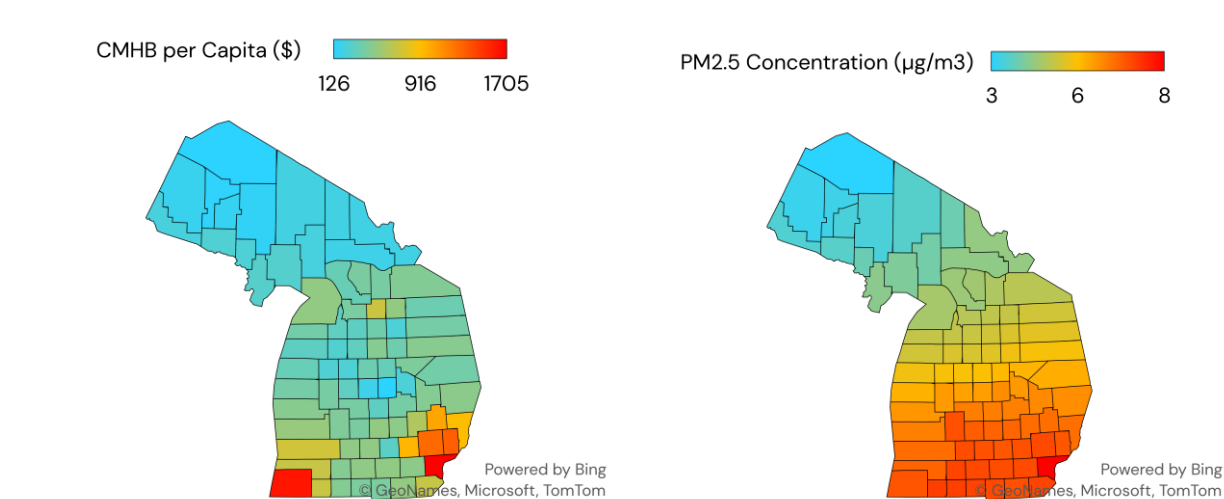 CMHB per Capita ($)
126 916 1705
Powered by Bing
© GeoNames, Microsoft, TomTom
PM2.5 Concentration (µg/m3)
3 6 8
Powered by Bing
© GeoNames, Microsoft, TomTom